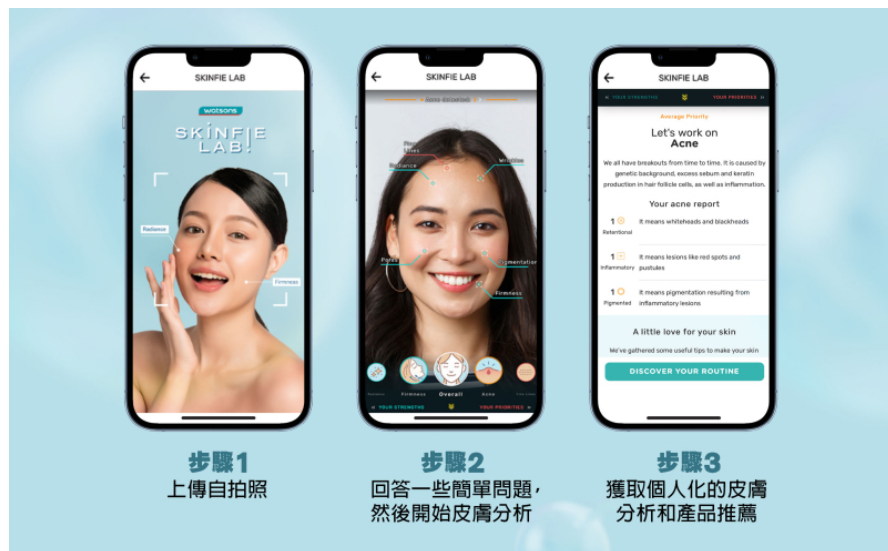 SKINFIE LAB
watsons
SKINFIE
LAB!
Radiance
Firmness
步驟1
上傳自拍照
SKINFIE LAB
Acne detected
Radiance
Wrinkles
Pores
Pigmentation
Firmness
Firmness
Overall
Acne
YOUR STRENGTHS
YOUR PRIORITIES
步驟2
回答一些簡單問題，
然後開始皮膚分析
SKINFIE LAB
YOUR STRENGTHS
YOUR PRIORITIES
Average Priority
Let's work on
Acne
We all have breakouts from time to time. It is caused by
genetic background, excess sebum and keratin
production in hair follicle cells, as well as inflammation.
Your acne report
1
Retentional
It means whiteheads and blackheads
1
Inflammatory
It means lesions like red spots and
pustules
1
Pigmented
It means pigmentation resulting from
inflammatory lesions
A little love for your skin
We've gathered some useful tips to make your skin
DISCOVER YOUR ROUTINE
步驟3
獲取個人化的皮膚
分析和產品推薦